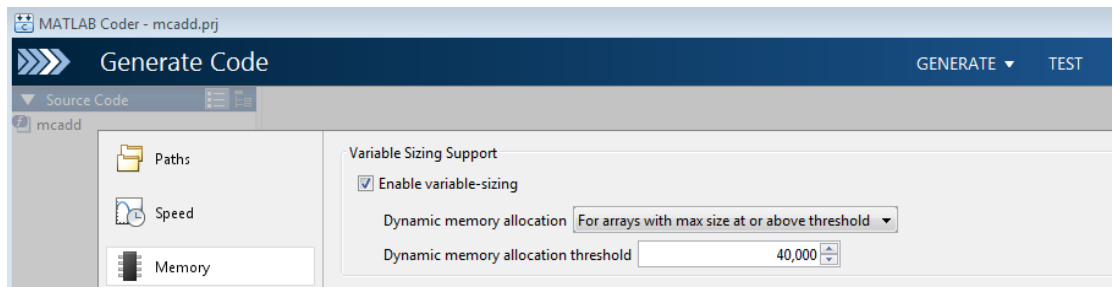 MATLAB Coder - mcadd.prj
Generate Code
GENERATE TEST
Source Code
mcadd
Paths
Speed
Memory
Variable Sizing Support
Enable variable-sizing
Dynamic memory allocation For arrays with max size at or above threshold
Dynamic memory allocation threshold 40,000